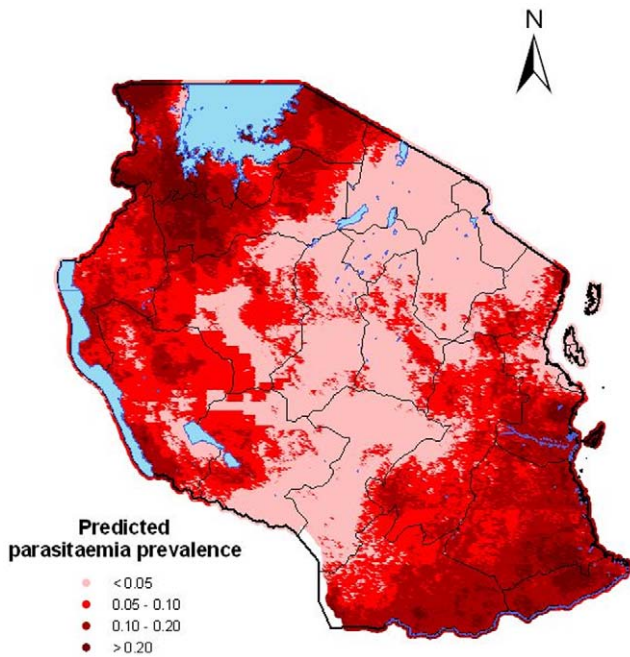 N
Predicted
parasitaemia prevalence
<0.05
0.05 - 0.10
0.10 - 0.20
>0.20